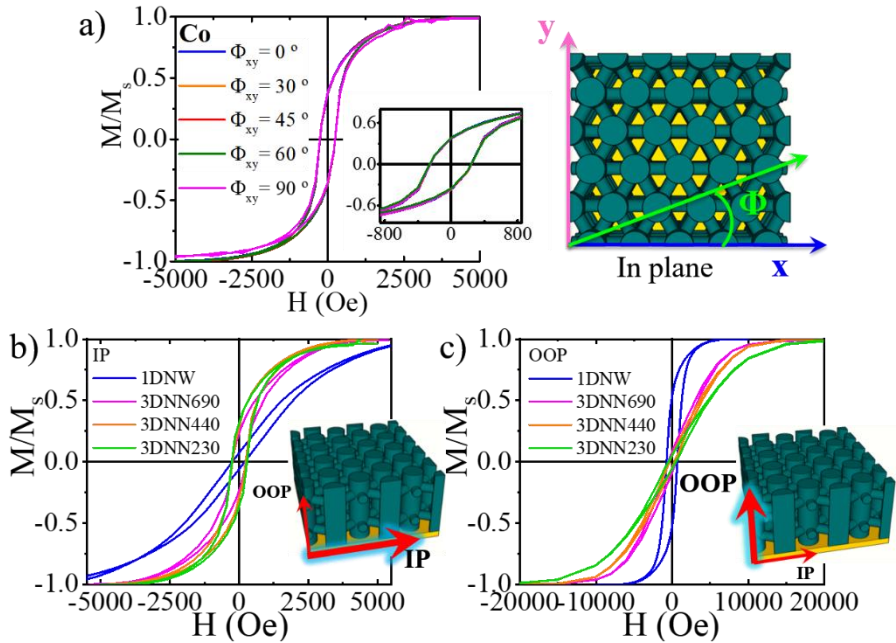 a)
Co
Φxy = 0 º
Φxy = 30 º
Φxy = 45 º
Φxy = 60 º
Φxy = 90 º
M/Ms
1.0
0.5
0.0
-0.5
-1.0
-5000 -2500 0 2500 5000
H (Oe)
0.6
0.0
-0.6
-800 0 800
y
Φ
In plane
x
b)
IP
1DNW
3DNN690
3DNN440
3DNN230
M/Ms
1.0
0.5
0.0
-0.5
-1.0
-5000 -2500 0 2500 5000
H (Oe)
OOP
IP
c)
OOP
1DNW
3DNN690
3DNN440
3DNN230
M/Ms
1.0
0.5
0.0
-0.5
-1.0
-20000 -10000 0 10000 20000
H (Oe)
OOP
IP